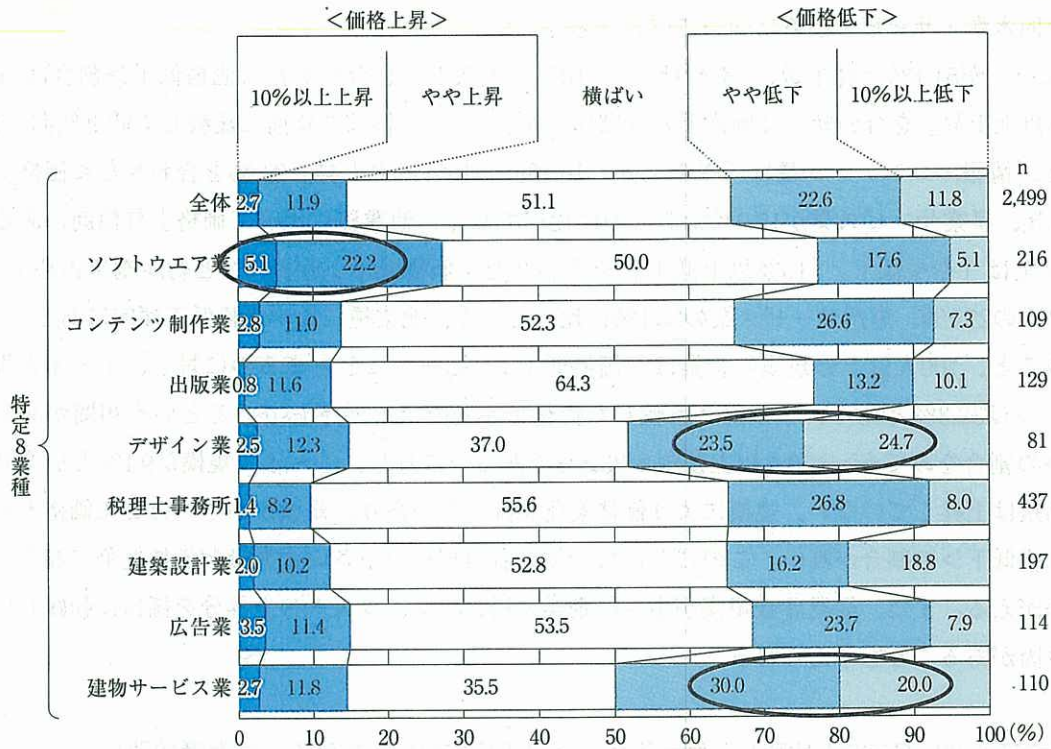 <価格上昇> <価格低下>
10%以上上昇 やや上昇 横ばい やや低下 10%以上低下
n
全体 2.7 11.9 51.1 22.6 11.8 2,499
ソフトウエア業 5.1 22.2 50.0 17.6 5.1 216
コンテンツ制作業 2.8 11.0 52.3 26.6 7.3 109
出版業 0.8 11.6 64.3 13.2 10.1 129
デザイン業 2.5 12.3 37.0 23.5 24.7 81
税理士事務所 1.4 8.2 55.6 26.8 8.0 437
建築設計業 2.0 10.2 52.8 16.2 18.8 197
広告業 3.5 11.4 53.5 23.7 7.9 114
建物サービス業 2.7 11.8 35.5 30.0 20.0 110
特定8業種
0 10 20 30 40 50 60 70 80 90 100(%)